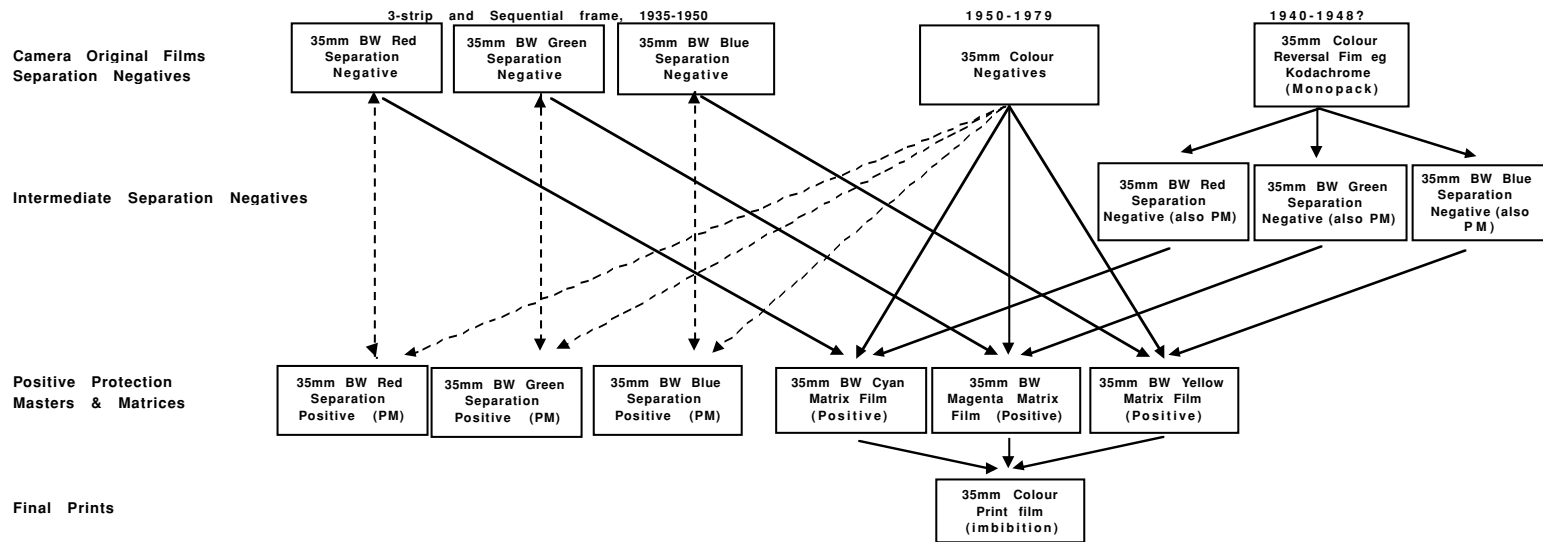 3-strip and Sequential frame, 1935-1950
1950-1979
1940-1948?
Camera Original Films
Separation Negatives
35mm BW Red
Separation
Negative
35mm BW Green
Separation
Negative
35mm BW Blue
Separation
Negative
35mm Colour
Negatives
35mm Colour
Reversal Fim eg
Kodachrome
(Monopack)
Intermediate Separation Negatives
35mm BW Red
Separation
Negative (also PM)
35mm BW Green
Separation
Negative (also PM)
35mm BW Blue
Separation
Negative (also
PM)
Positive Protection
Masters & Matrices
35mm BW Red
Separation
Positive (PM)
35mm BW Green
Separation
Positive (PM)
35mm BW Blue
Separation
Positive (PM)
35mm BW Cyan
Matrix Film
(Positive)
35mm BW
Magenta Matrix
Film (Positive)
35mm BW Yellow
Matrix Film
(Positive)
Final Prints
35mm Colour
Print film
(imbibition)